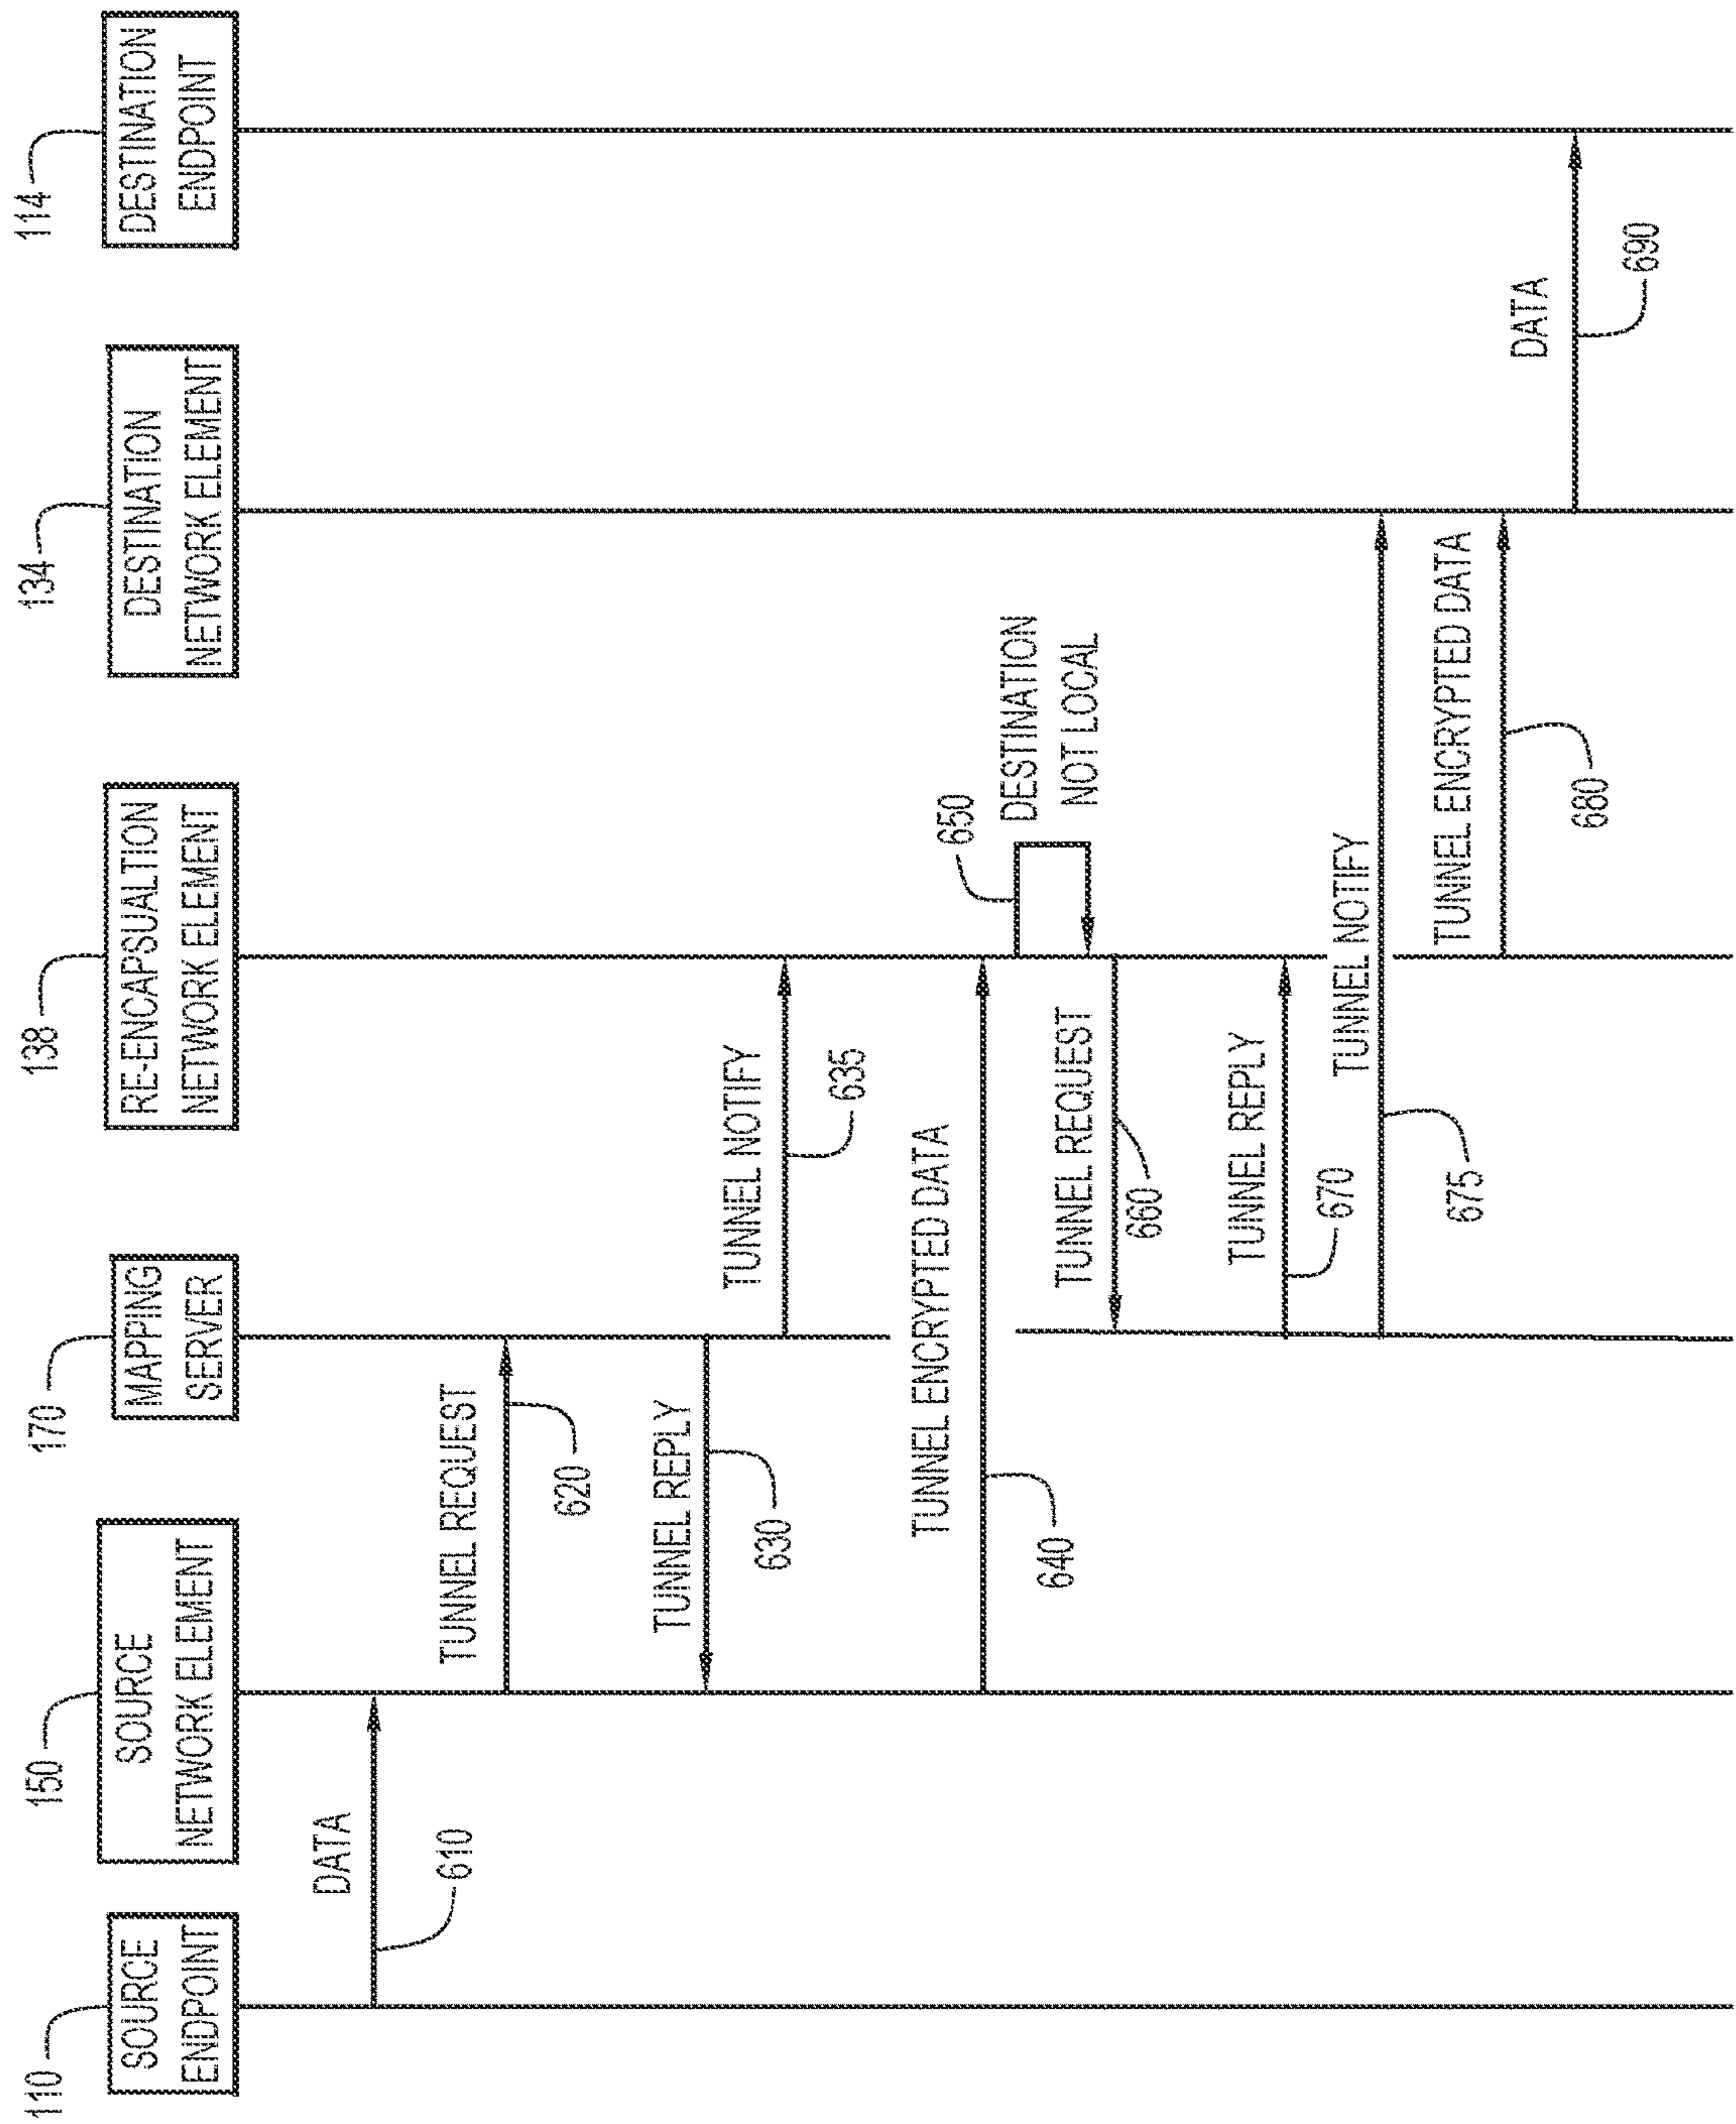 110
SOURCE
ENDPOINT
150
SOURCE
NETWORK ELEMENT
170
MAPPING
SERVER
138
RE-ENCAPSUALTION
NETWORK ELEMENT
134
DESTINATION
NETWORK ELEMENT
114
DESTINATION
ENDPOINT
DATA
610
TUNNEL REQUEST
620
TUNNEL REPLY
630
TUNNEL NOTIFY
635
TUNNEL ENCRYPTED DATA
640
650
DESTINATION
NOT LOCAL
TUNNEL REQUEST
660
TUNNEL REPLY
670
TUNNEL NOTIFY
675
TUNNEL ENCRYPTED DATA
680
DATA
690